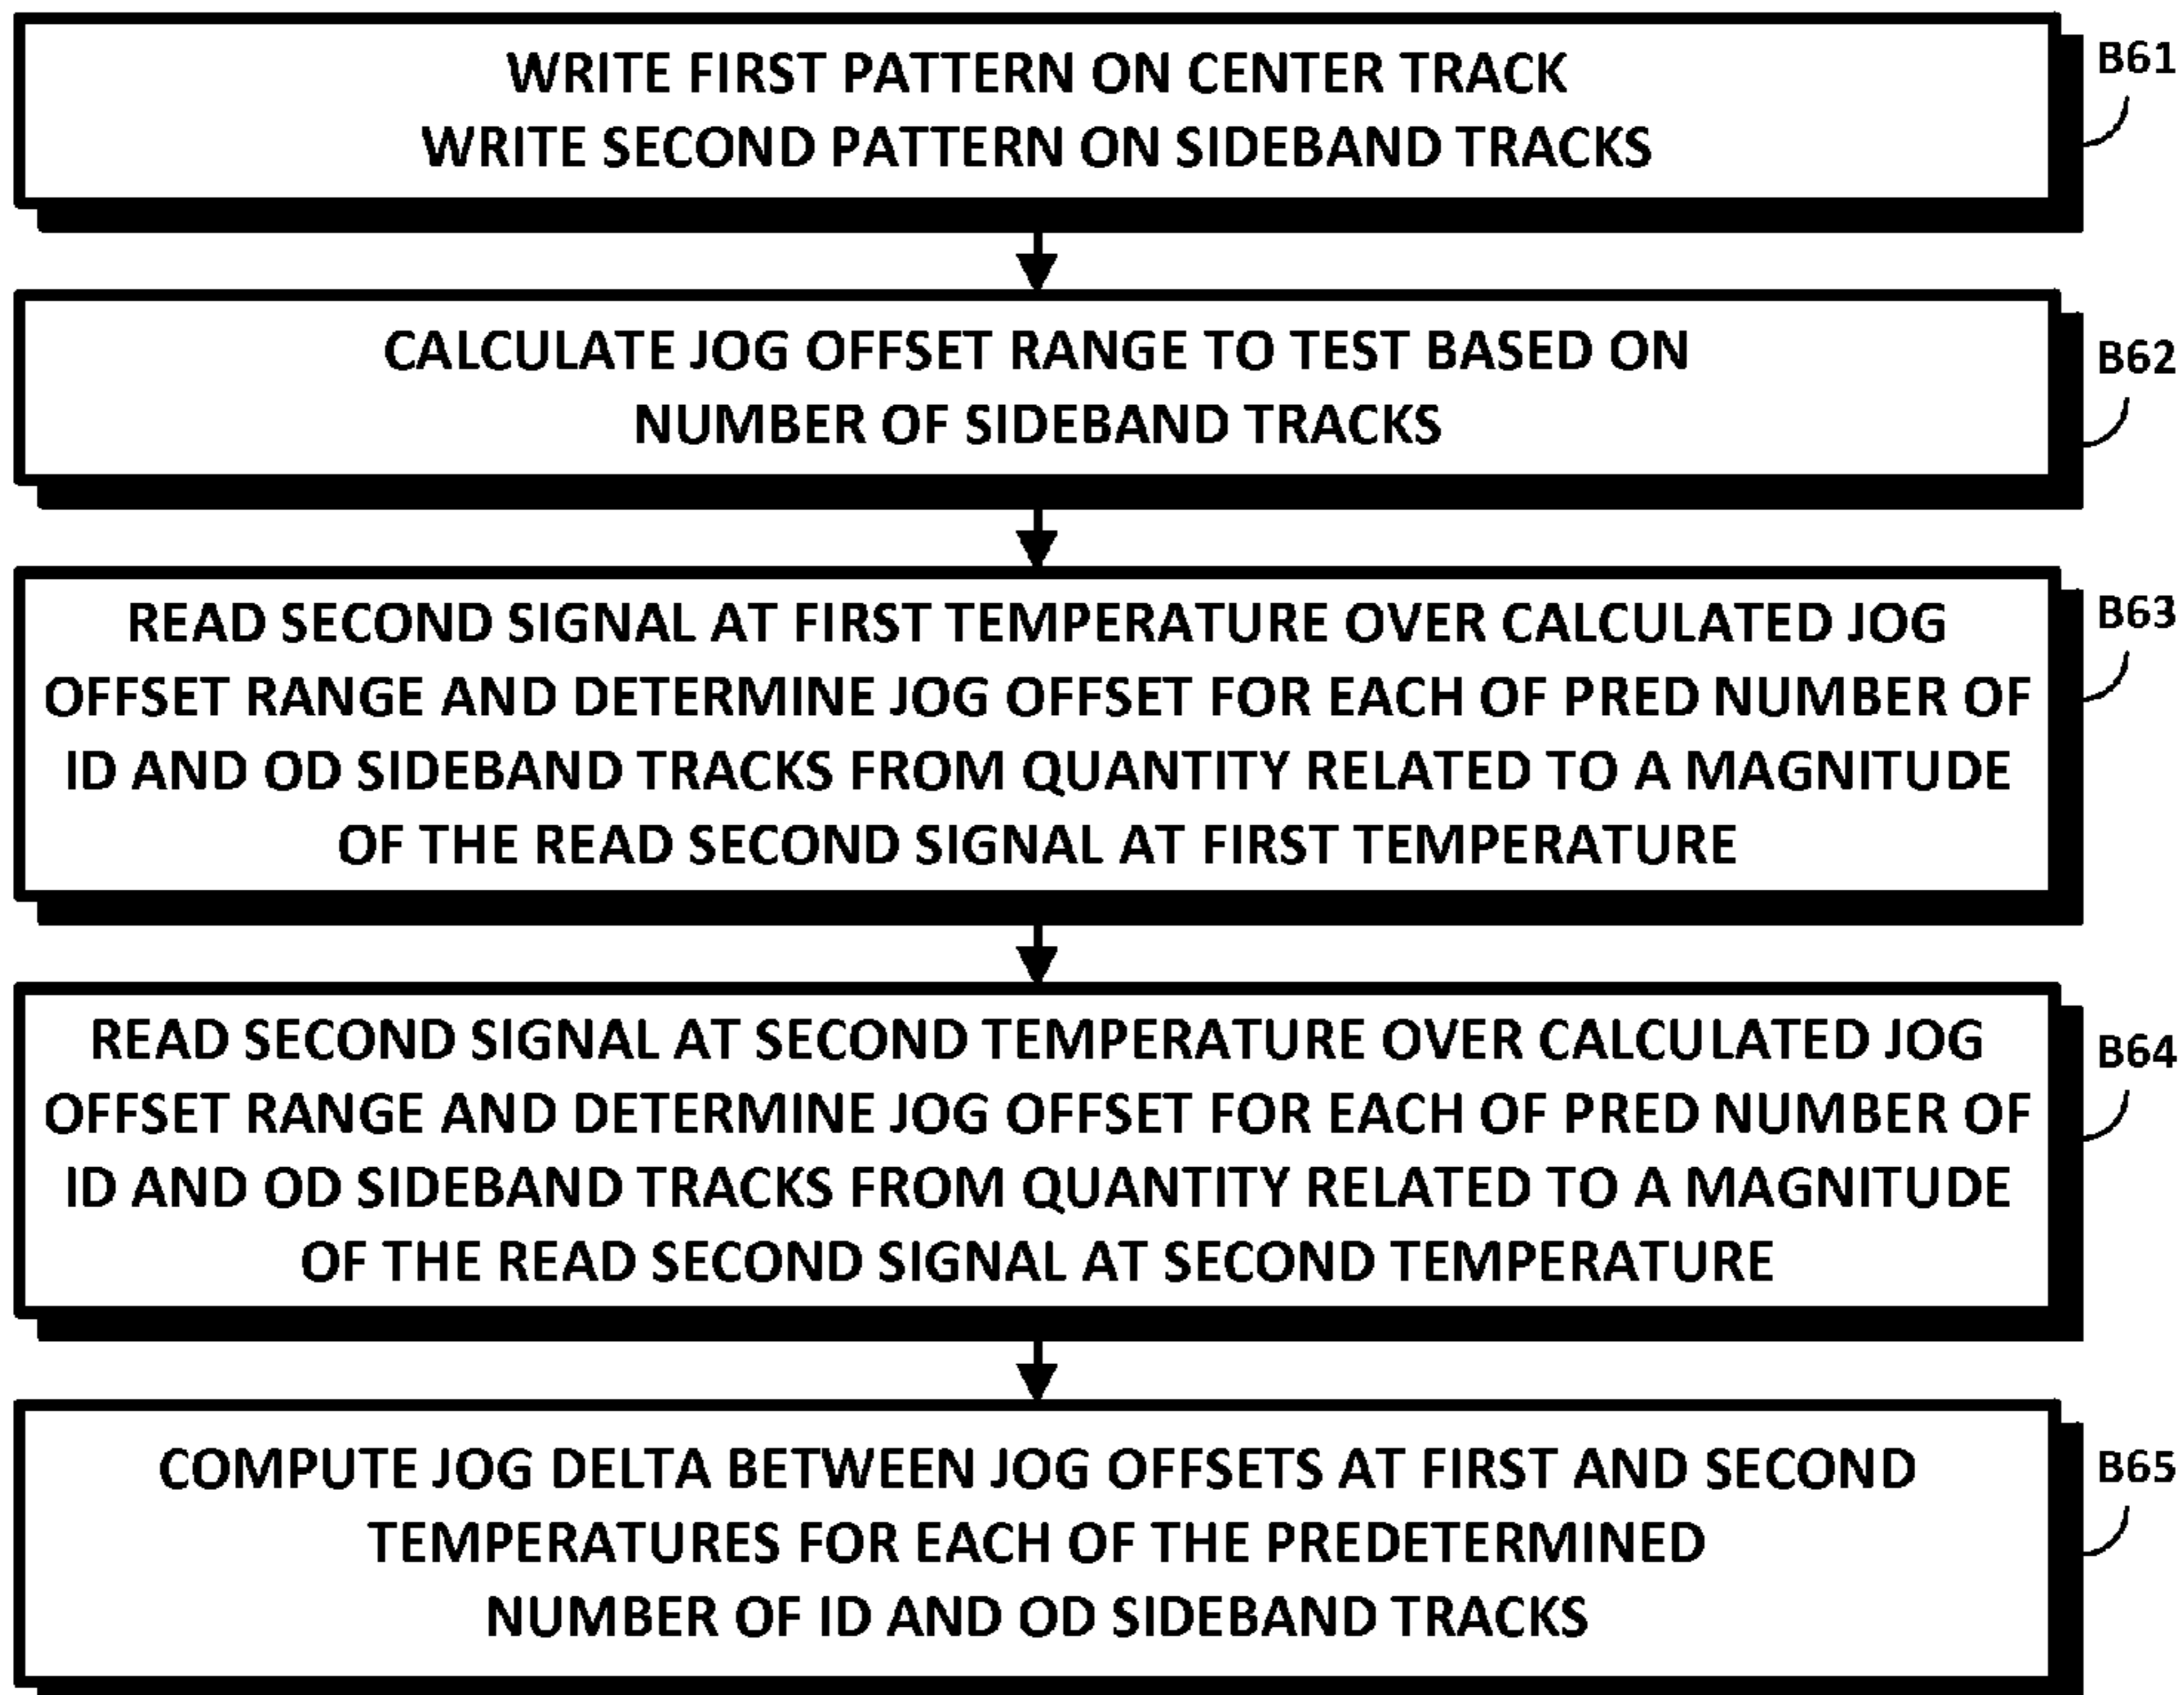 WRITE FIRST PATTERN ON CENTER TRACK
WRITE SECOND PATTERN ON SIDEBAND TRACKS
B61
CALCULATE JOG OFFSET RANGE TO TEST BASED ON
NUMBER OF SIDEBAND TRACKS
B62
READ SECOND SIGNAL AT FIRST TEMPERATURE OVER CALCULATED JOG
OFFSET RANGE AND DETERMINE JOG OFFSET FOR EACH OF PRED NUMBER OF
ID AND OD SIDEBAND TRACKS FROM QUANTITY RELATED TO A MAGNITUDE
OF THE READ SECOND SIGNAL AT FIRST TEMPERATURE
B63
READ SECOND SIGNAL AT SECOND TEMPERATURE OVER CALCULATED JOG
OFFSET RANGE AND DETERMINE JOG OFFSET FOR EACH OF PRED NUMBER OF
ID AND OD SIDEBAND TRACKS FROM QUANTITY RELATED TO A MAGNITUDE
OF THE READ SECOND SIGNAL AT SECOND TEMPERATURE
B64
COMPUTE JOG DELTA BETWEEN JOG OFFSETS AT FIRST AND SECOND
TEMPERATURES FOR EACH OF THE PREDETERMINED
NUMBER OF ID AND OD SIDEBAND TRACKS
B65